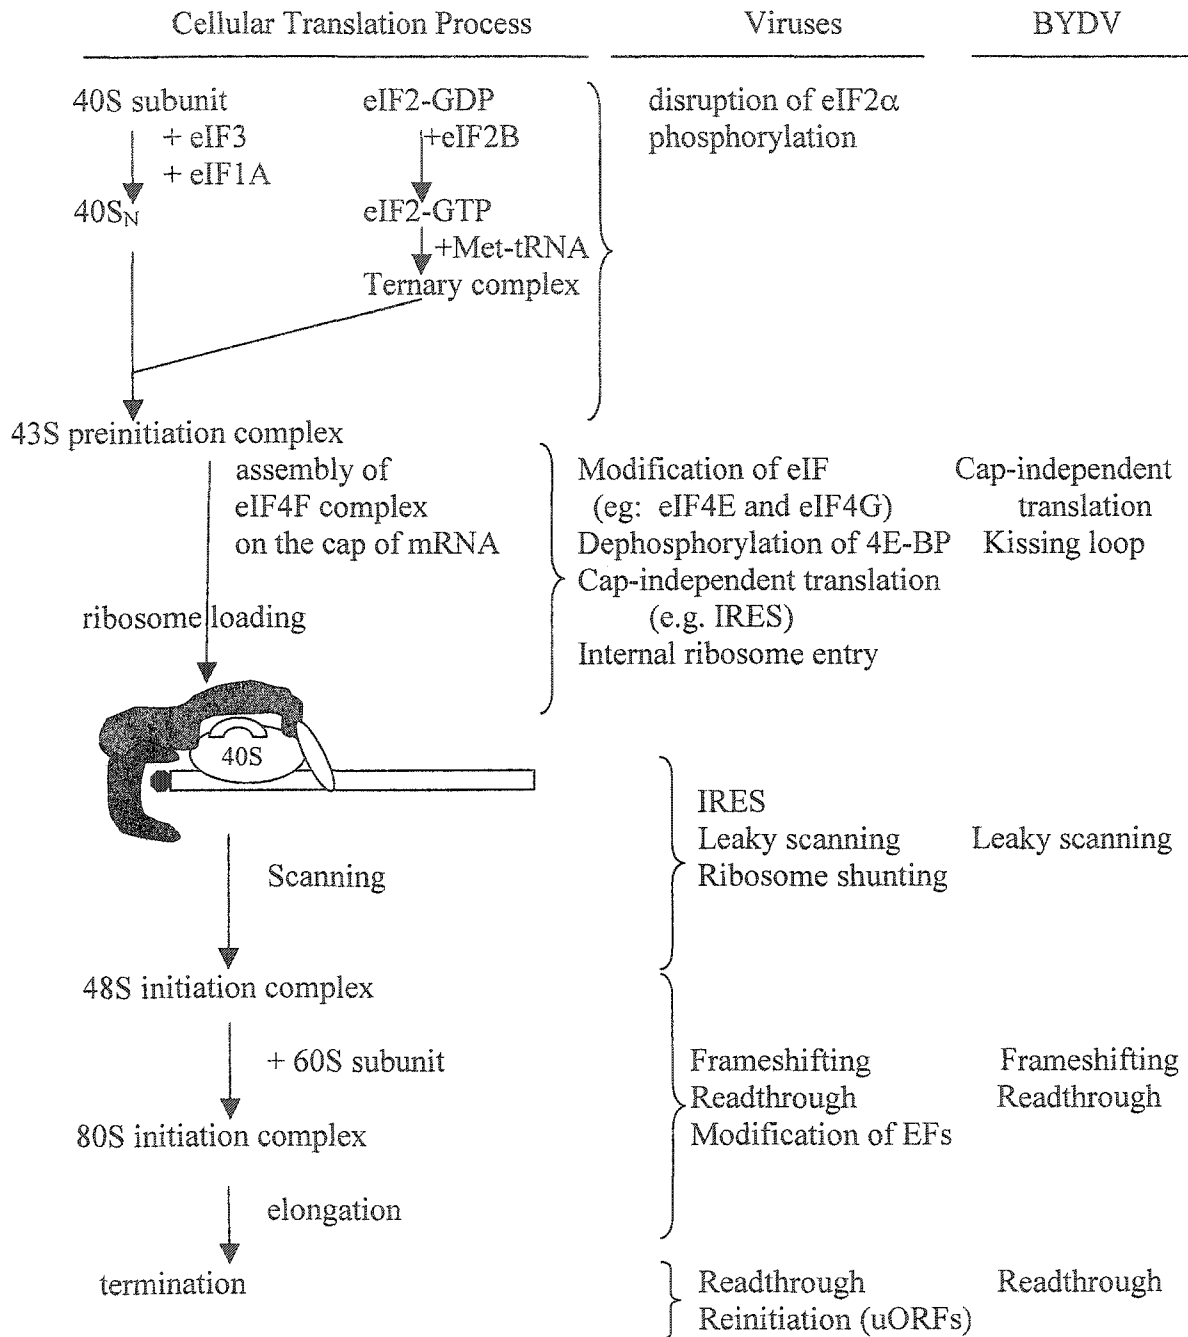 Cellular Translation Process Viruses BYDV
40S subunit eIF2-GDP disruption of eIF2α
+ eIF3 +eIF2B phosphorylation
+ eIF1A
40SN eIF2-GTP
+Met-tRNA
Ternary complex
43S preinitiation complex
assembly of Modification of eIF Cap-independent
eIF4F complex (eg: eIF4E and eIF4G) translation
on the cap of mRNA Dephosphorylation of 4E-BP Kissing loop
Cap-independent translation
ribosome loading (e.g. IRES)
Internal ribosome entry
40S
IRES
Leaky scanning Leaky scanning
Scanning Ribosome shunting
48S initiation complex
+ 60S subunit Frameshifting Frameshifting
Readthrough Readthrough
80S initiation complex Modification of EFs
elongation
termination Readthrough Readthrough
Reinitiation (uORFs)